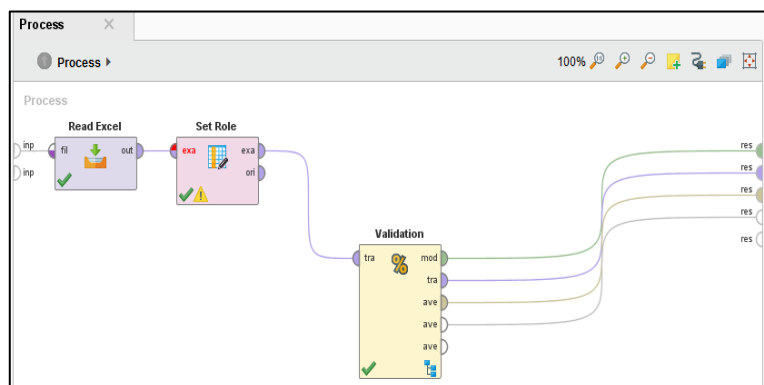 Process
Process
100%
Process
Read Excel
Set Role
inp
fil
out
exa
exa
inp
ori
Validation
tra
mod
tra
ave
ave
ave
res
res
res
res
res